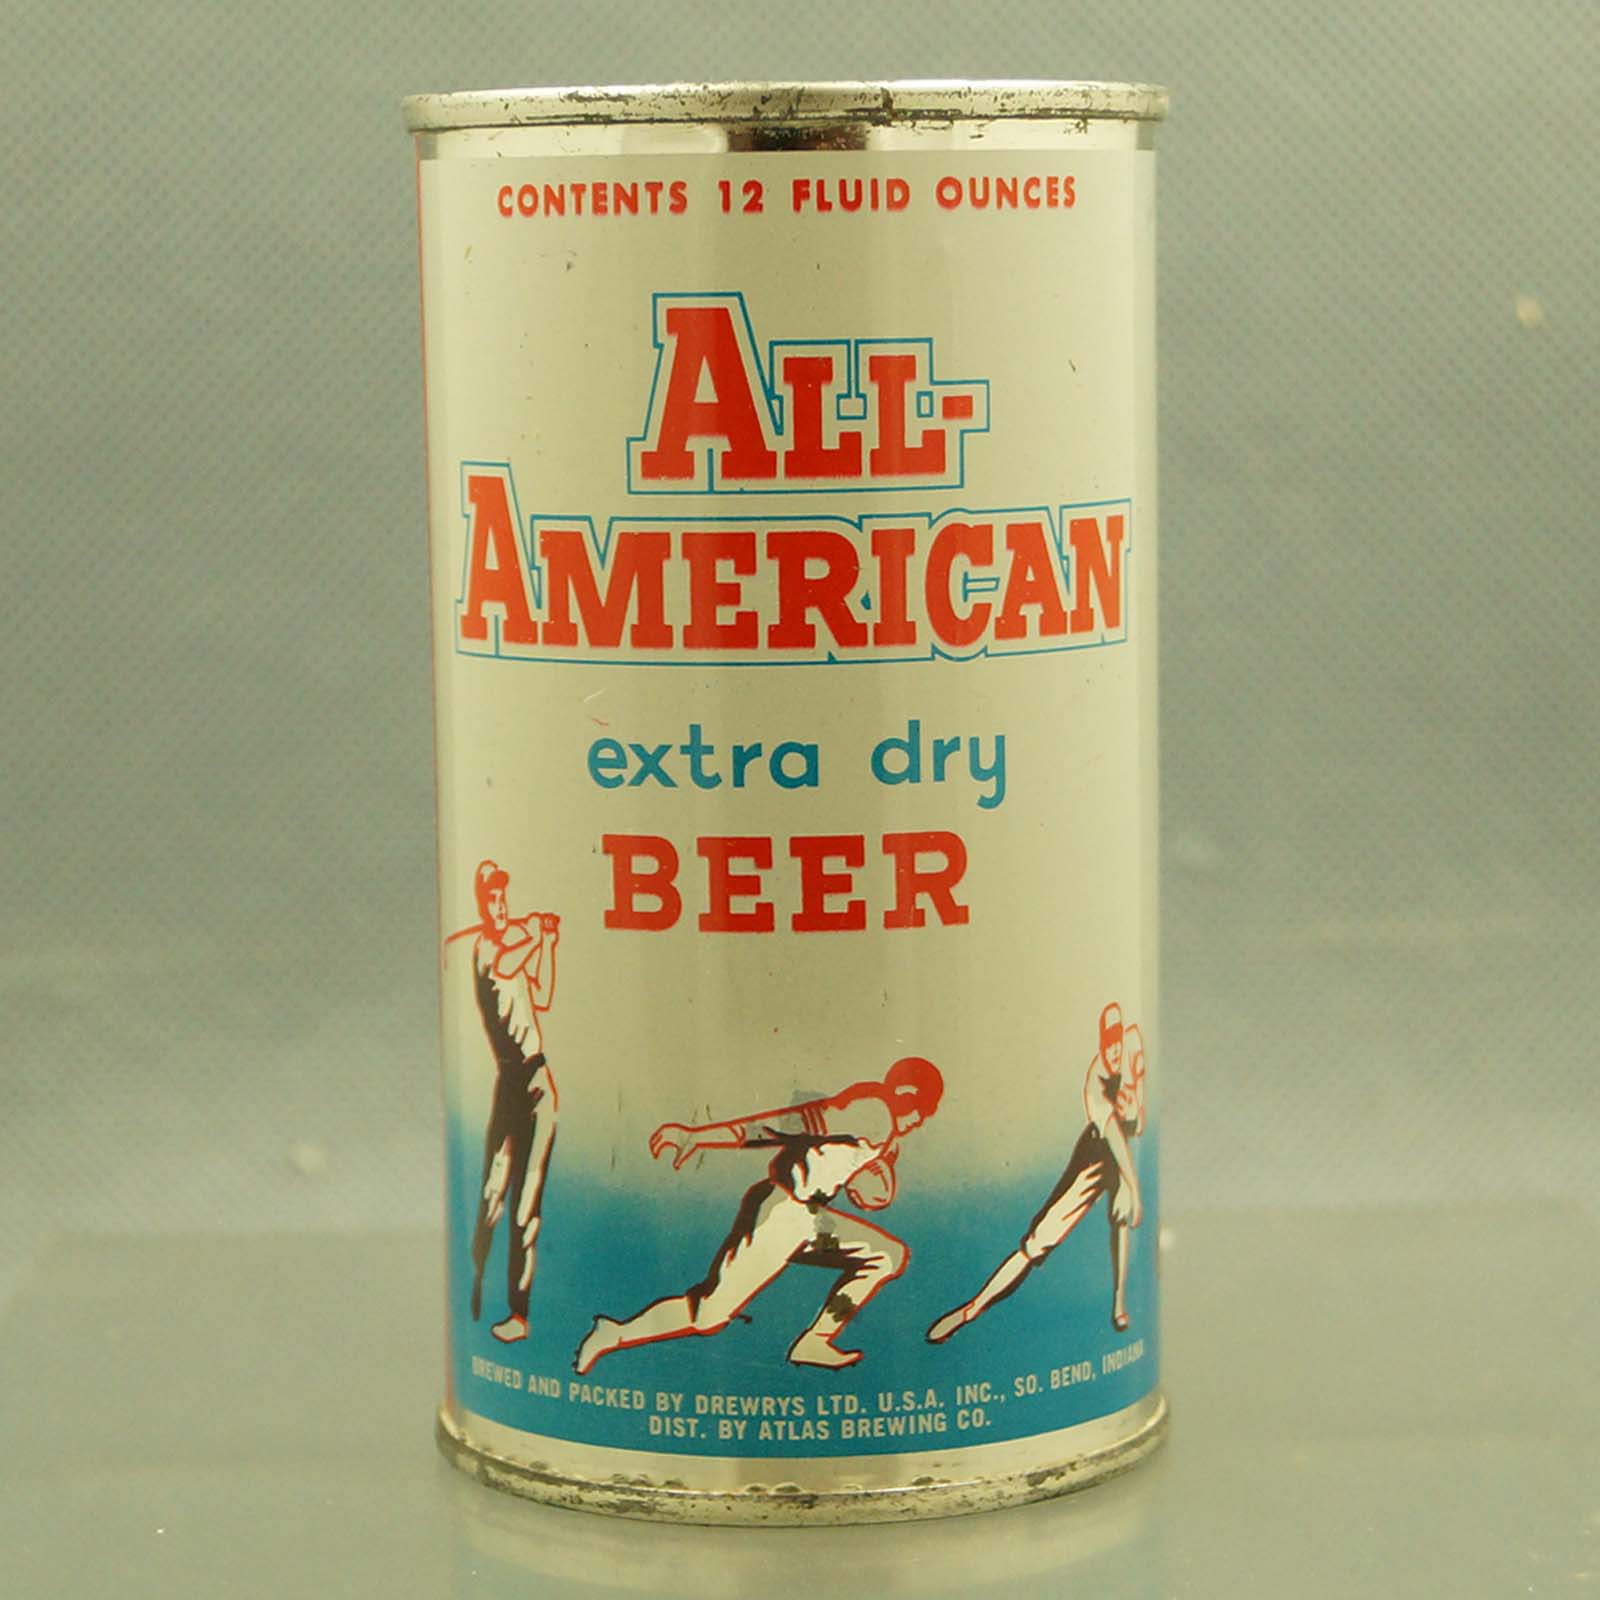 CONTENTS 12 FLUID OUNCES
ALL-
AMERICAN
extra dry
BEER
BREWED AND PACKED BY DREWRYS LTD. U.S.A. INC., SO. BEND, INDIANA
DIST. BY ATLAS BREWING CO.